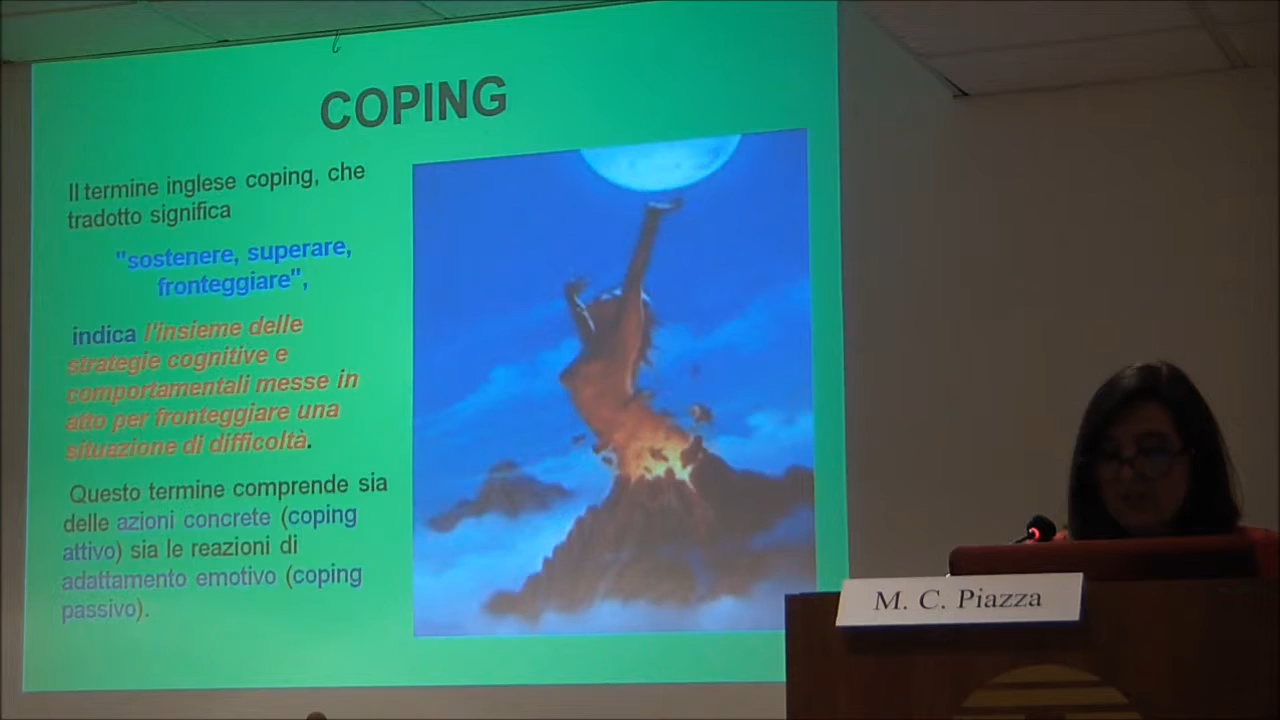 COPING
Il termine inglese coping, che
tradotto significa
"sostenere, superare,
fronteggiare",
indica l'insieme delle
strategie cognitive e
comportamentali messe in
atto per fronteggiare una
situazione di difficoltà.
Questo termine comprende sia
delle azioni concrete (coping
attivo) sia le reazioni di
adattamento emotivo (coping
passivo).
M. C. Piazza